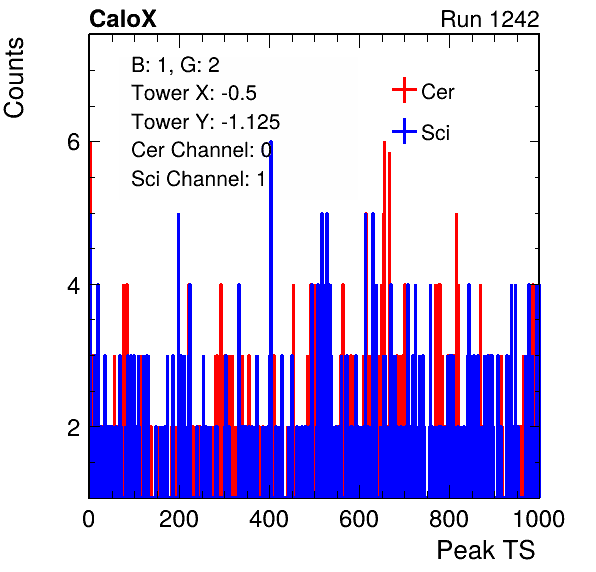 CaloX Run 1242
Counts
B: 1, G: 2
Tower X: -0.5
Tower Y: -1.125
Cer Channel: 0
Sci Channel: 1
Cer
Sci
6
4
2
0 200 400 600 800 1000
Peak TS